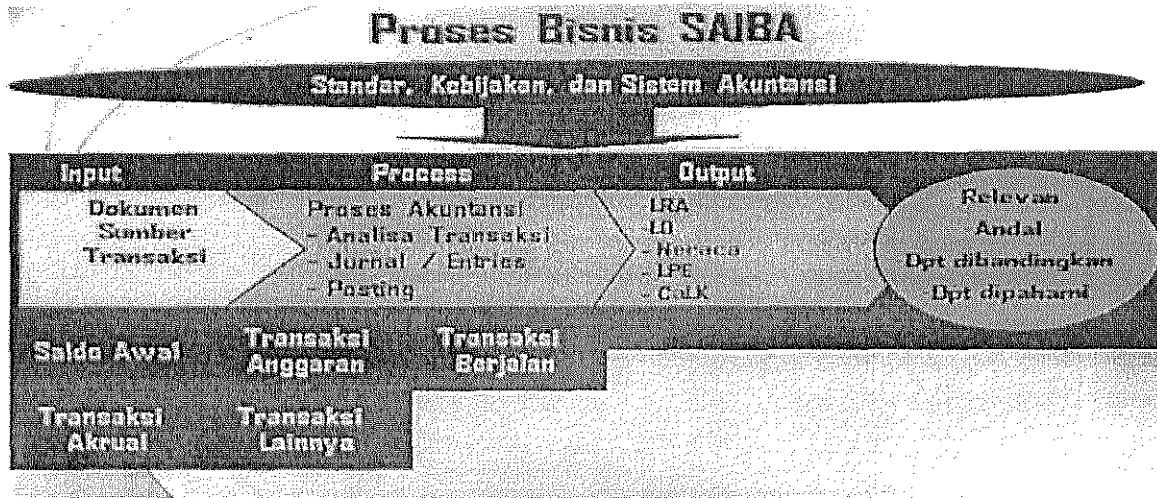 Proses Bisnis SAIBA
Standar, Kebijakan, dan Sistem Akuntansi
Input
Process
Output
Dokumen
Sumber
Transaksi
Proses Akuntansi
- Analisa Transaksi
- Jurnal / Entries
- Posting
- LRA
- LO
- Neraca
- LPE
- CaLK
Relevan
Andal
Dpt dibandingkan
Dpt dipahami
Saldo Awal
Transaksi
Anggaran
Transaksi
Berjalan
Transaksi
Akrual
Transaksi
Lainnya